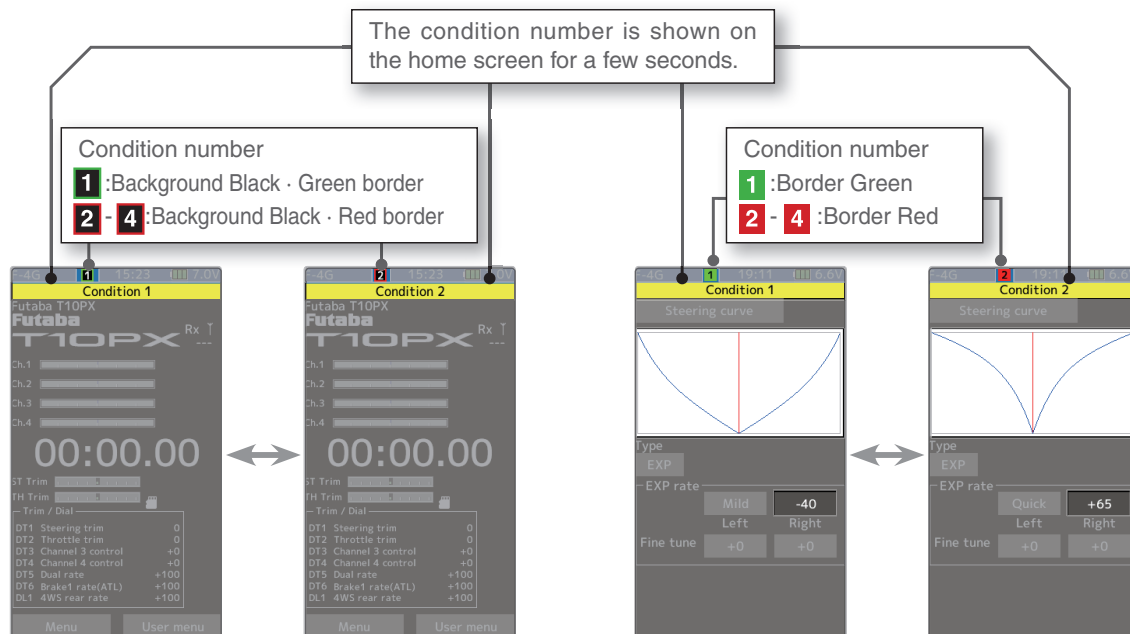 The condition number is shown on
the home screen for a few seconds.
Condition number
1 :Background Black · Green border
2 - 4 :Background Black · Red border
Condition number
1 :Border Green
2 - 4 :Border Red
F-4G 1 15:23 7.0V
Condition 1
Futaba T10PX
Futaba
T10PX
Rx
---
Ch.1
Ch.2
Ch.3
Ch.4
00:00.00
ST Trim
TH Trim
Trim / Dial
DT1 Steering trim 0
DT2 Throttle trim 0
DT3 Channel 3 control +0
DT4 Channel 4 control +0
DT5 Dual rate +100
DT6 Brake1 rate(ATL) +100
DL1 4WS rear rate +100
Menu User menu
-4G 2 15:23 0V
Condition 2
Futaba T10PX
Futaba
T10PX
Rx
---
Ch.1
Ch.2
Ch.3
Ch.4
00:00.00
ST Trim
TH Trim
Trim / Dial
DT1 Steering trim 0
DT2 Throttle trim 0
DT3 Channel 3 control +0
DT4 Channel 4 control +0
DT5 Dual rate +100
DT6 Brake1 rate(ATL) +100
DL1 4WS rear rate +100
Menu User menu
-4G 1 19:11 6.6V
Condition 1
Steering curve
Type
EXP
EXP rate
Mild -40
Left Right
Fine tune +0 +0
F-4G 2 19:1 6.6
Condition 2
Steering curve
Type
EXP
EXP rate
Quick +65
Left Right
Fine tune +0 +0